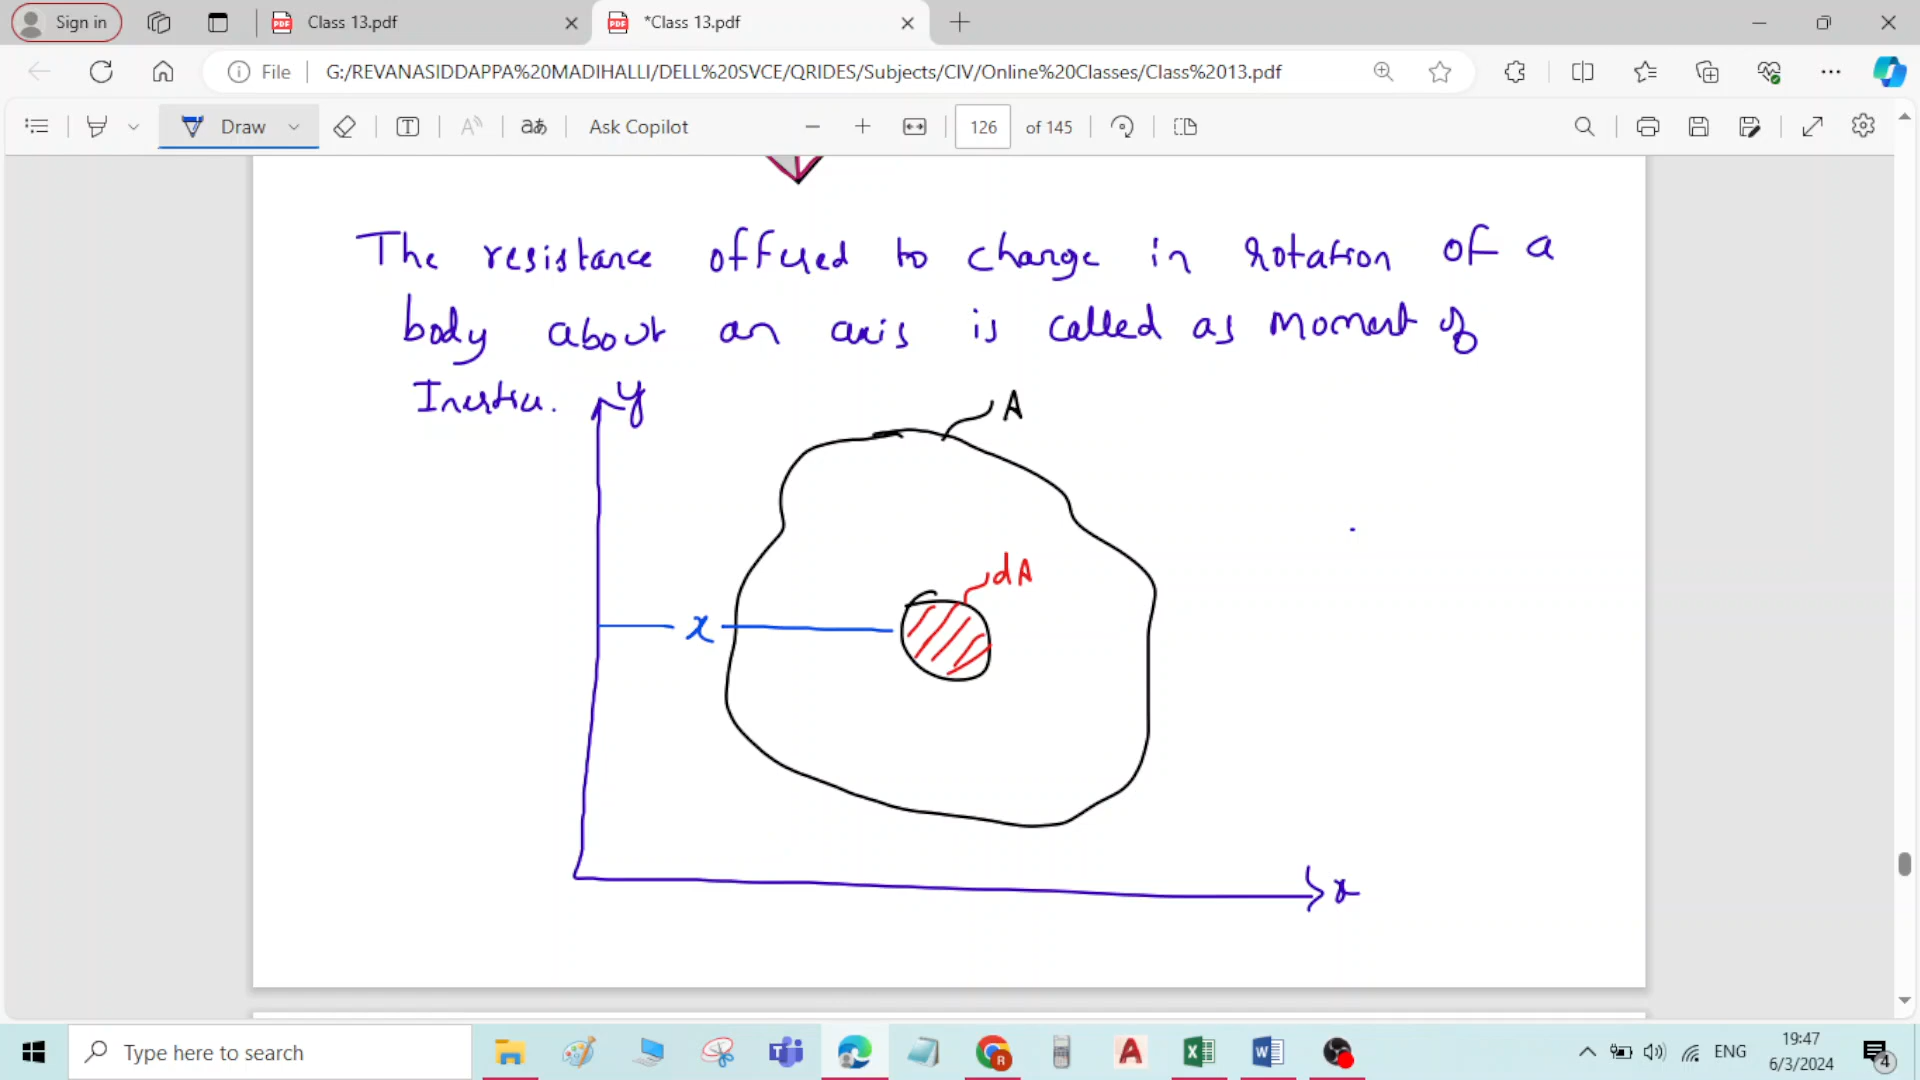 Sign in
Class 13.pdf
*Class 13.pdf
File
G:/REVANASIDDAPPA%20MADIHALLI/DELL%20SVCE/QRIDES/Subjects/CIV/Online%20Classes/Class%2013.pdf
Draw
Ask Copilot
126 of 145
The resistance offered to change in rotation of a
body about an axis is called as Moment of
Inertia.
y
A
dA
x
x
Type here to search
ENG
19:47
6/3/2024
4